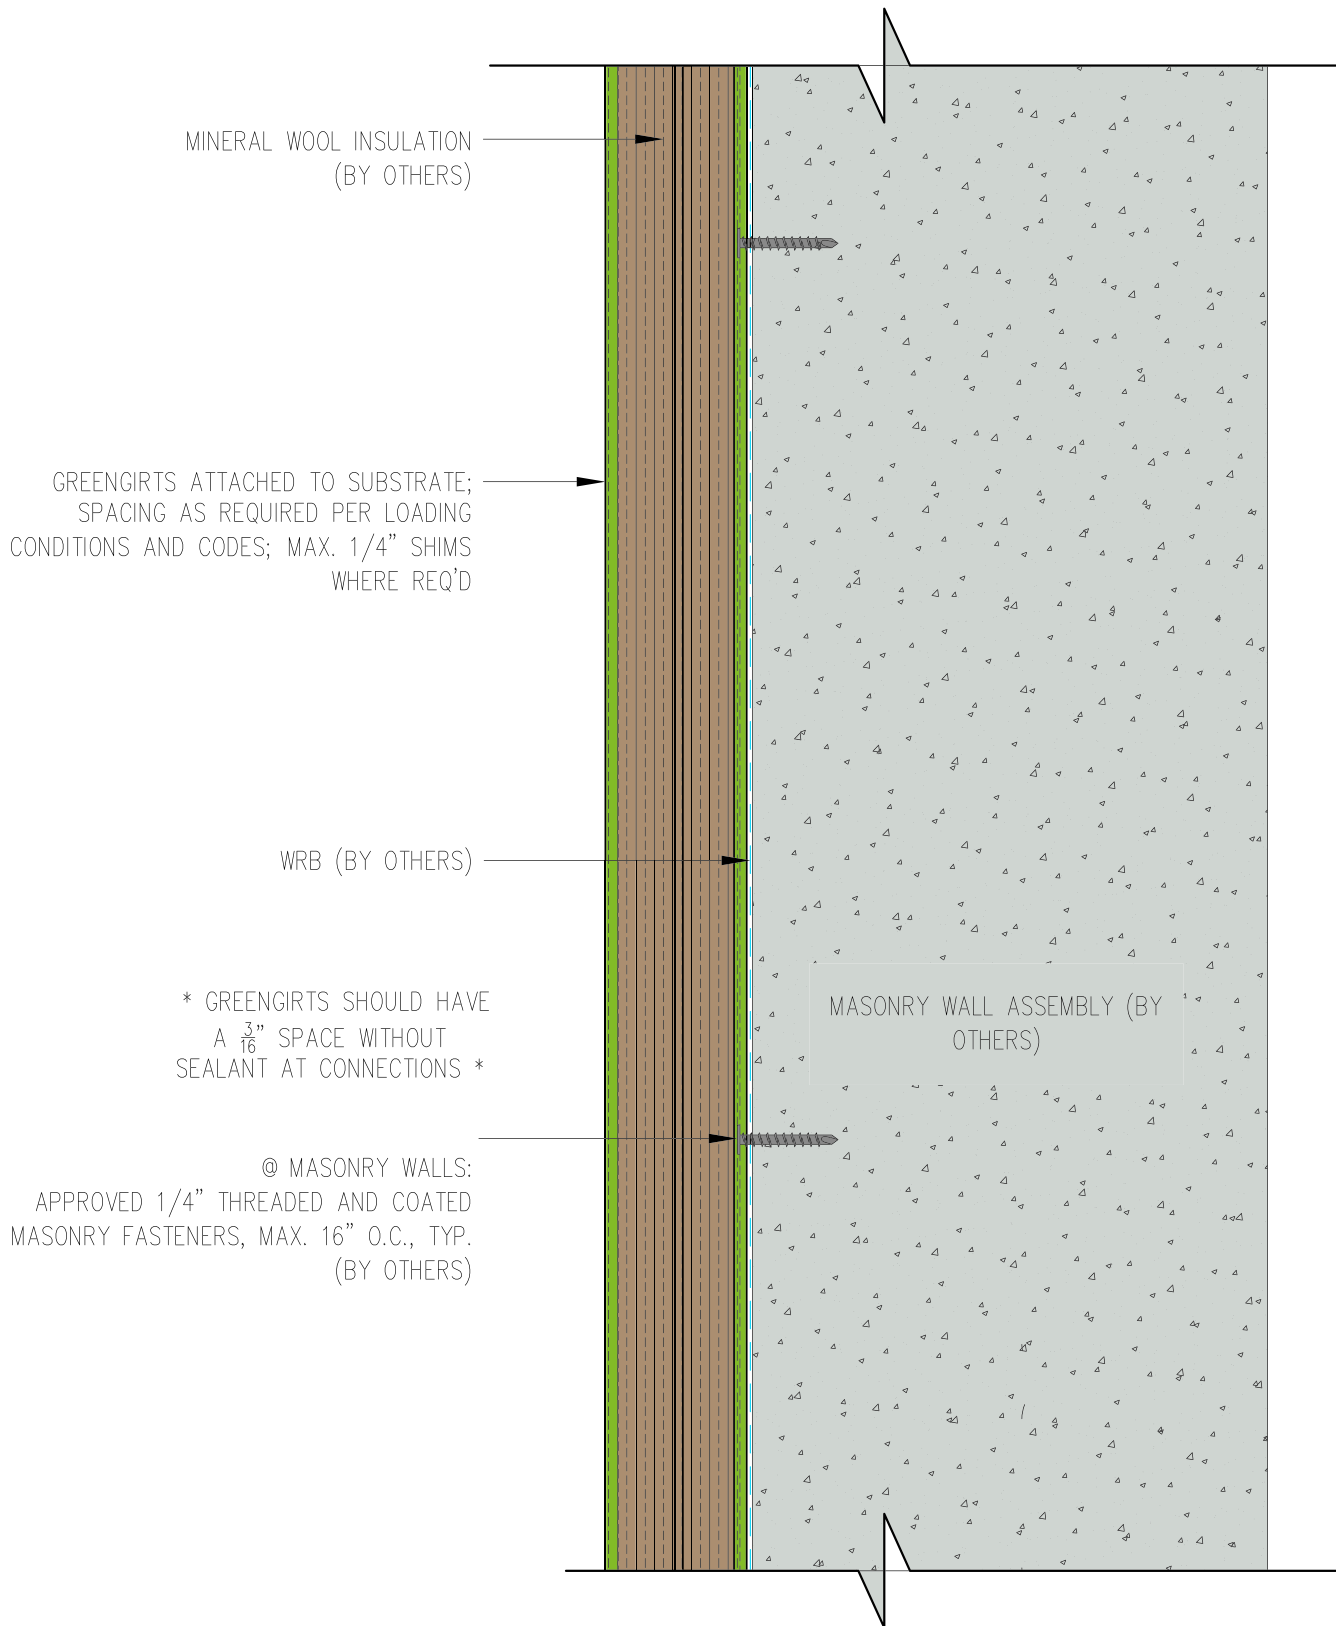 MINERAL WOOL INSULATION
(BY OTHERS)
GREENGIRTS ATTACHED TO SUBSTRATE;
SPACING AS REQUIRED PER LOADING
CONDITIONS AND CODES; MAX. 1/4" SHIMS
WHERE REQ'D
WRB (BY OTHERS)
* GREENGIRTS SHOULD HAVE
A 3/16" SPACE WITHOUT
SEALANT AT CONNECTIONS *
MASONRY WALL ASSEMBLY (BY
OTHERS)
@ MASONRY WALLS:
APPROVED 1/4" THREADED AND COATED
MASONRY FASTENERS, MAX. 16" O.C., TYP.
(BY OTHERS)